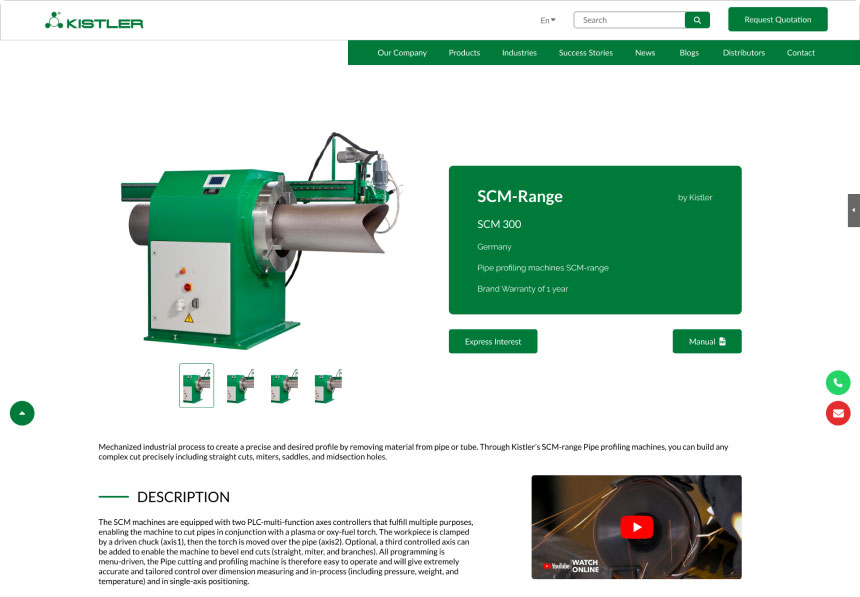 KISTLER
En
Search
Request Quotation
Our Company
Products
Industries
Success Stories
News
Blogs
Distributors
Contact
SCM-Range
by Kistler
SCM 300
Germany
Pipe profiling machines SCM-range
Brand Warranty of 1 year
Express Interest
Manual
Mechanized industrial process to create a precise and desired profile by removing material from pipe or tube. Through Kistler's SCM-range Pipe profiling machines, you can build any
complex cut precisely including straight cuts, miters, saddles, and midsection holes.
DESCRIPTION
The SCM machines are equipped with two PLC-multi-function axes controllers that fulfill multiple purposes,
enabling the machine to cut pipes in conjunction with a plasma or oxy-fuel torch. The workpiece is clamped
by a driven chuck (axis1), then the torch is moved over the pipe (axis2). Optional, a third controlled axis can
be added to enable the machine to bevel end cuts (straight, miter, and branches). All programming is
menu-driven, the Pipe cutting and profiling machine is therefore easy to operate and will give extremely
accurate and tailored control over dimension measuring and in-process (including pressure, weight, and
temperature) and in single-axis positioning.
YouTube
WATCH
ONLINE